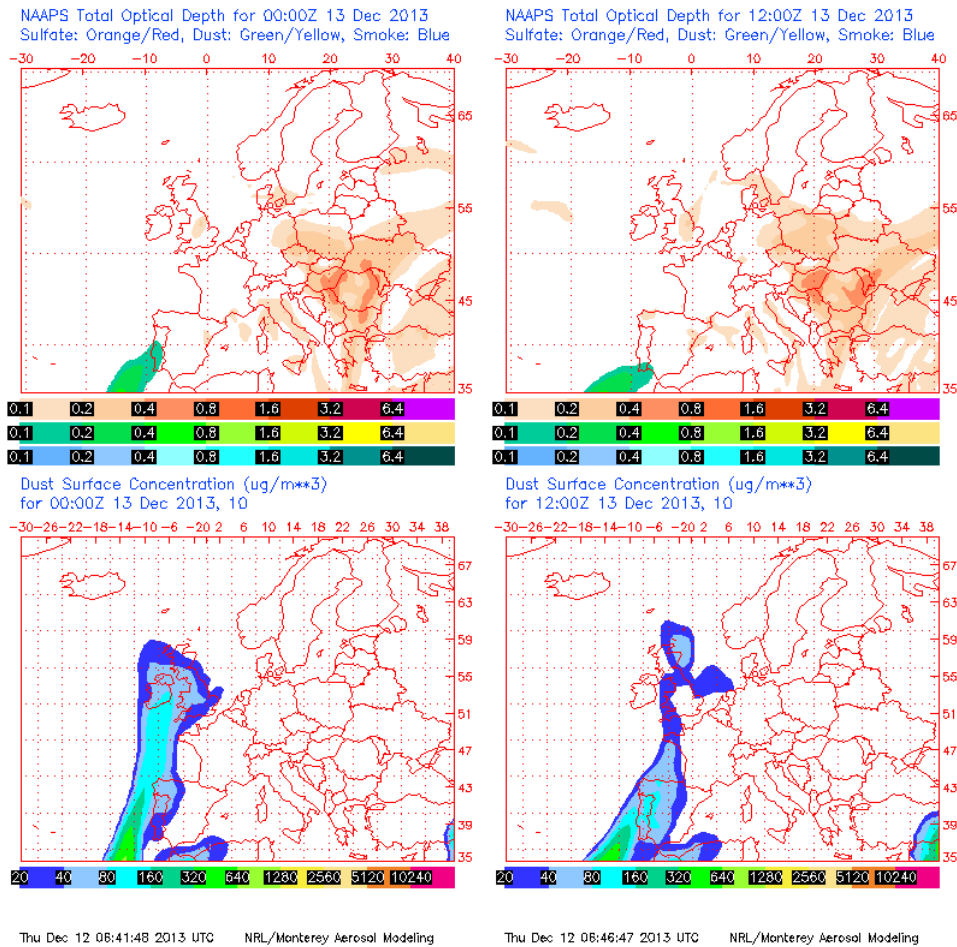 NAAPS Total Optical Depth for 00:00Z 13 Dec 2013
Sulfate: Orange/Red, Dust: Green/Yellow, Smoke: Blue
-30 -20 -10 0 10 20 30 40
65
55
45
35
0.1 0.2 0.4 0.8 1.6 3.2 6.4
0.1 0.2 0.4 0.8 1.6 3.2 6.4
0.1 0.2 0.4 0.8 1.6 3.2 6.4
NAAPS Total Optical Depth for 12:00Z 13 Dec 2013
Sulfate: Orange/Red, Dust: Green/Yellow, Smoke: Blue
-30 -20 -10 0 10 20 30 40
65
55
45
35
0.1 0.2 0.4 0.8 1.6 3.2 6.4
0.1 0.2 0.4 0.8 1.6 3.2 6.4
0.1 0.2 0.4 0.8 1.6 3.2 6.4
Dust Surface Concentration (ug/m**3)
for 00:00Z 13 Dec 2013, 10
-30-26-22-18-14-10 -6 -20 2 6 10 14 18 22 26 30 34 38
67
63
59
55
51
47
43
39
35
20 40 80 160 320 640 1280 2560 5120 10240
Dust Surface Concentration (ug/m**3)
for 12:00Z 13 Dec 2013, 10
-30-26-22-18-14-10 -6 -20 2 6 10 14 18 22 26 30 34 38
67
63
59
55
51
47
43
39
35
20 40 80 160 320 640 1280 2560 5120 10240
Thu Dec 12 06:41:48 2013 UTC NRL/Monterey Aerosol Modeling
Thu Dec 12 06:46:47 2013 UTC NRL/Monterey Aerosol Modeling